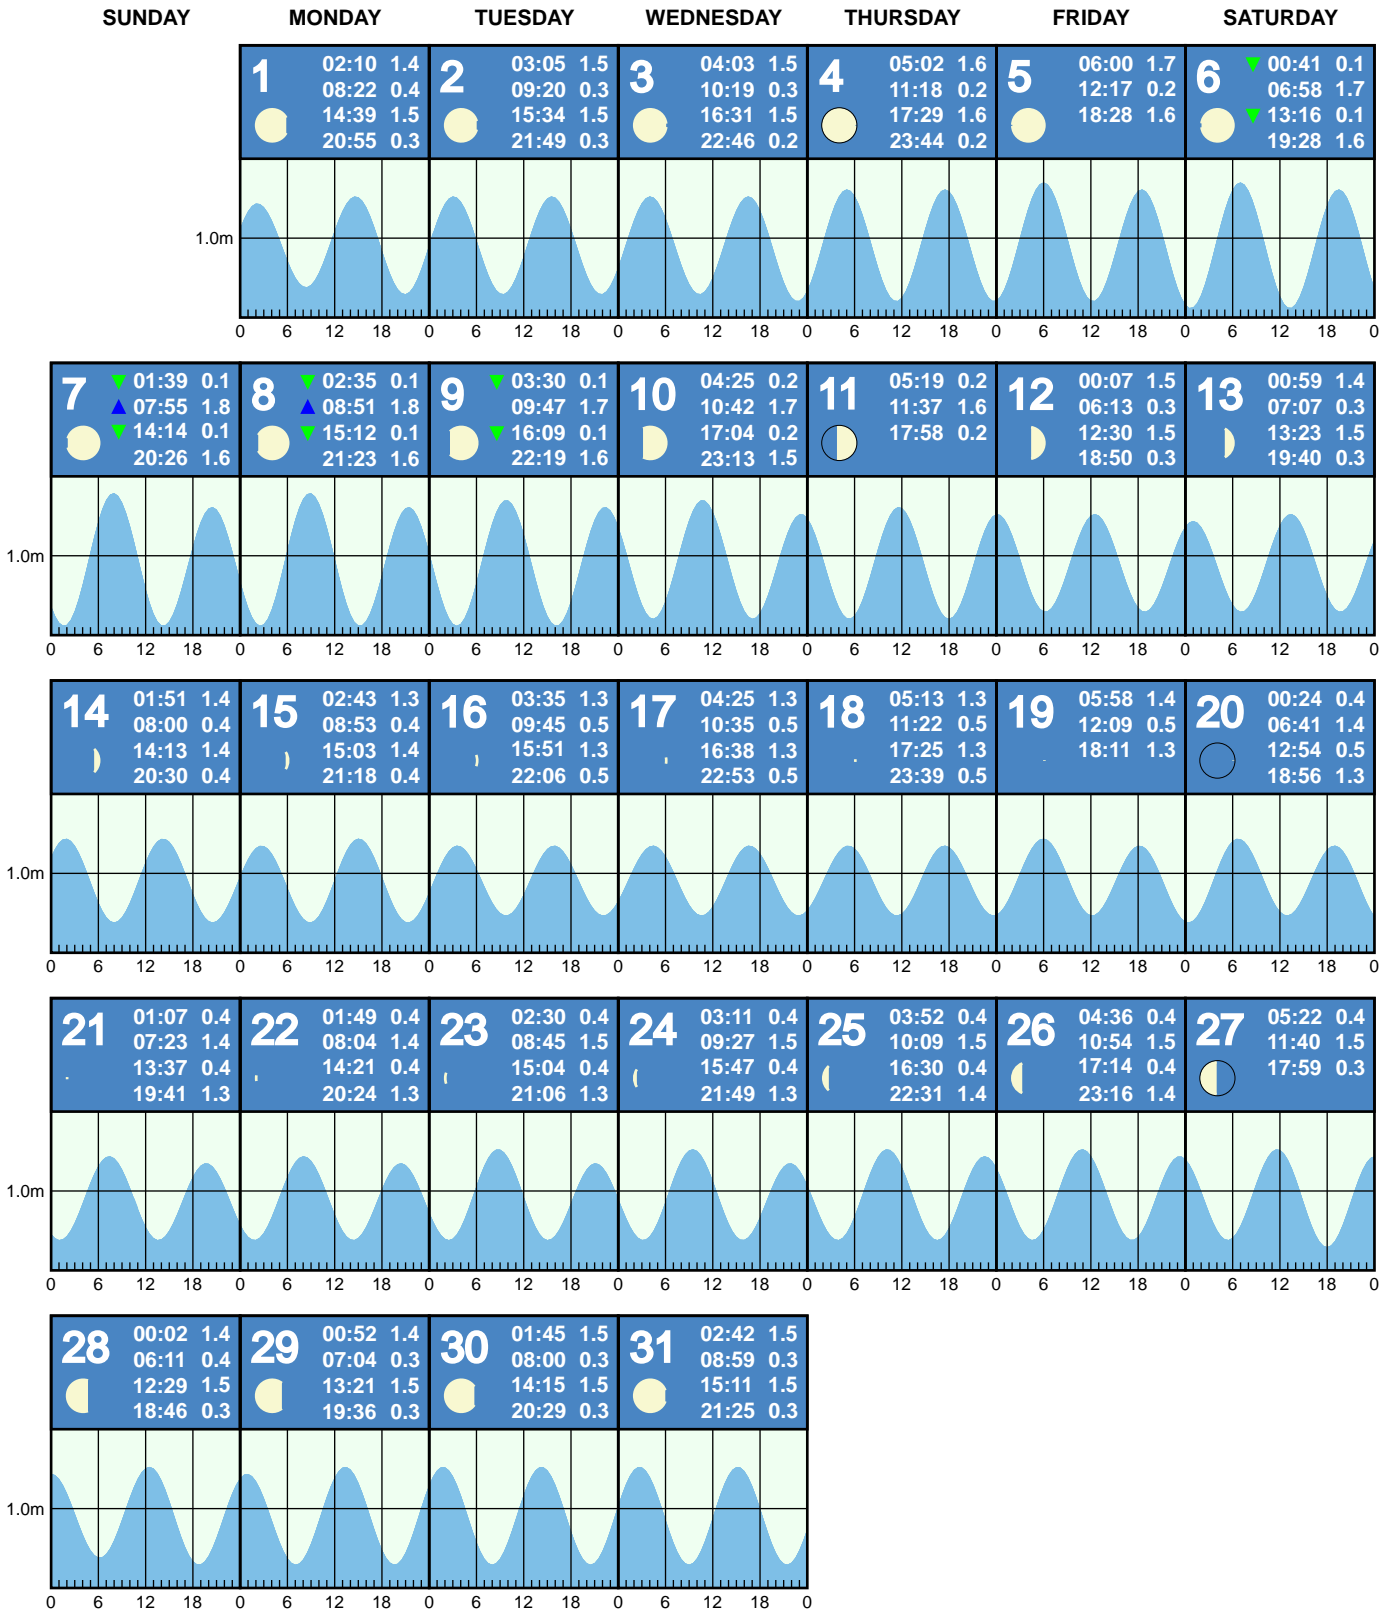 SUNDAY MONDAY TUESDAY WEDNESDAY THURSDAY FRIDAY SATURDAY
1 02:10 1.4
08:22 0.4
14:39 1.5
20:55 0.3
2 03:05 1.5
09:20 0.3
15:34 1.5
21:49 0.3
3 04:03 1.5
10:19 0.3
16:31 1.5
22:46 0.2
4 05:02 1.6
11:18 0.2
17:29 1.6
23:44 0.2
5 06:00 1.7
12:17 0.2
18:28 1.6
6 00:41 0.1
06:58 1.7
13:16 0.1
19:28 1.6
1.0m
0 6 12 18 0 6 12 18 0 6 12 18 0 6 12 18 0 6 12 18 0 6 12 18 0
7 01:39 0.1
07:55 1.8
14:14 0.1
20:26 1.6
8 02:35 0.1
08:51 1.8
15:12 0.1
21:23 1.6
9 03:30 0.1
09:47 1.7
16:09 0.1
22:19 1.6
10 04:25 0.2
10:42 1.7
17:04 0.2
23:13 1.5
11 05:19 0.2
11:37 1.6
17:58 0.2
12 00:07 1.5
06:13 0.3
12:30 1.5
18:50 0.3
13 00:59 1.4
07:07 0.3
13:23 1.5
19:40 0.3
1.0m
0 6 12 18 0 6 12 18 0 6 12 18 0 6 12 18 0 6 12 18 0 6 12 18 0 6 12 18 0
14 01:51 1.4
08:00 0.4
14:13 1.4
20:30 0.4
15 02:43 1.3
08:53 0.4
15:03 1.4
21:18 0.4
16 03:35 1.3
09:45 0.5
15:51 1.3
22:06 0.5
17 04:25 1.3
10:35 0.5
16:38 1.3
22:53 0.5
18 05:13 1.3
11:22 0.5
17:25 1.3
23:39 0.5
19 05:58 1.4
12:09 0.5
18:11 1.3
20 00:24 0.4
06:41 1.4
12:54 0.5
18:56 1.3
1.0m
0 6 12 18 0 6 12 18 0 6 12 18 0 6 12 18 0 6 12 18 0 6 12 18 0 6 12 18 0
21 01:07 0.4
07:23 1.4
13:37 0.4
19:41 1.3
22 01:49 0.4
08:04 1.4
14:21 0.4
20:24 1.3
23 02:30 0.4
08:45 1.5
15:04 0.4
21:06 1.3
24 03:11 0.4
09:27 1.5
15:47 0.4
21:49 1.3
25 03:52 0.4
10:09 1.5
16:30 0.4
22:31 1.4
26 04:36 0.4
10:54 1.5
17:14 0.4
23:16 1.4
27 05:22 0.4
11:40 1.5
17:59 0.3
1.0m
0 6 12 18 0 6 12 18 0 6 12 18 0 6 12 18 0 6 12 18 0 6 12 18 0 6 12 18 0
28 00:02 1.4
06:11 0.4
12:29 1.5
18:46 0.3
29 00:52 1.4
07:04 0.3
13:21 1.5
19:36 0.3
30 01:45 1.5
08:00 0.3
14:15 1.5
20:29 0.3
31 02:42 1.5
08:59 0.3
15:11 1.5
21:25 0.3
1.0m
0 6 12 18 0 6 12 18 0 6 12 18 0 6 12 18 0